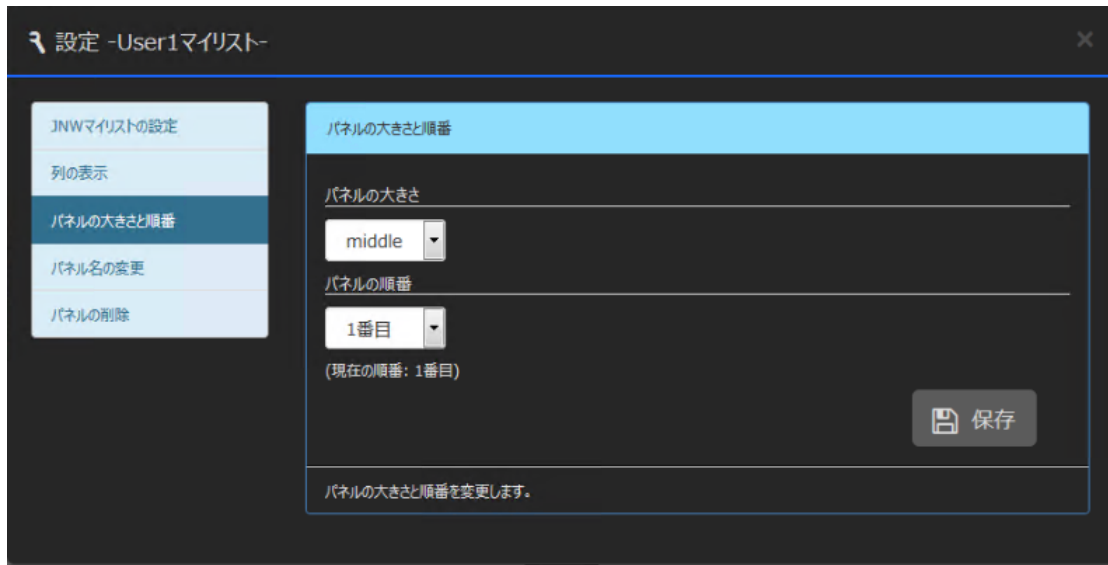 設定 -User1マイリスト-
×
JNWマイリストの設定
列の表示
パネルの大きさと順番
パネル名の変更
パネルの削除
パネルの大きさと順番
パネルの大きさ
middle
パネルの順番
1番目
(現在の順番: 1番目)
保存
パネルの大きさと順番を変更します。